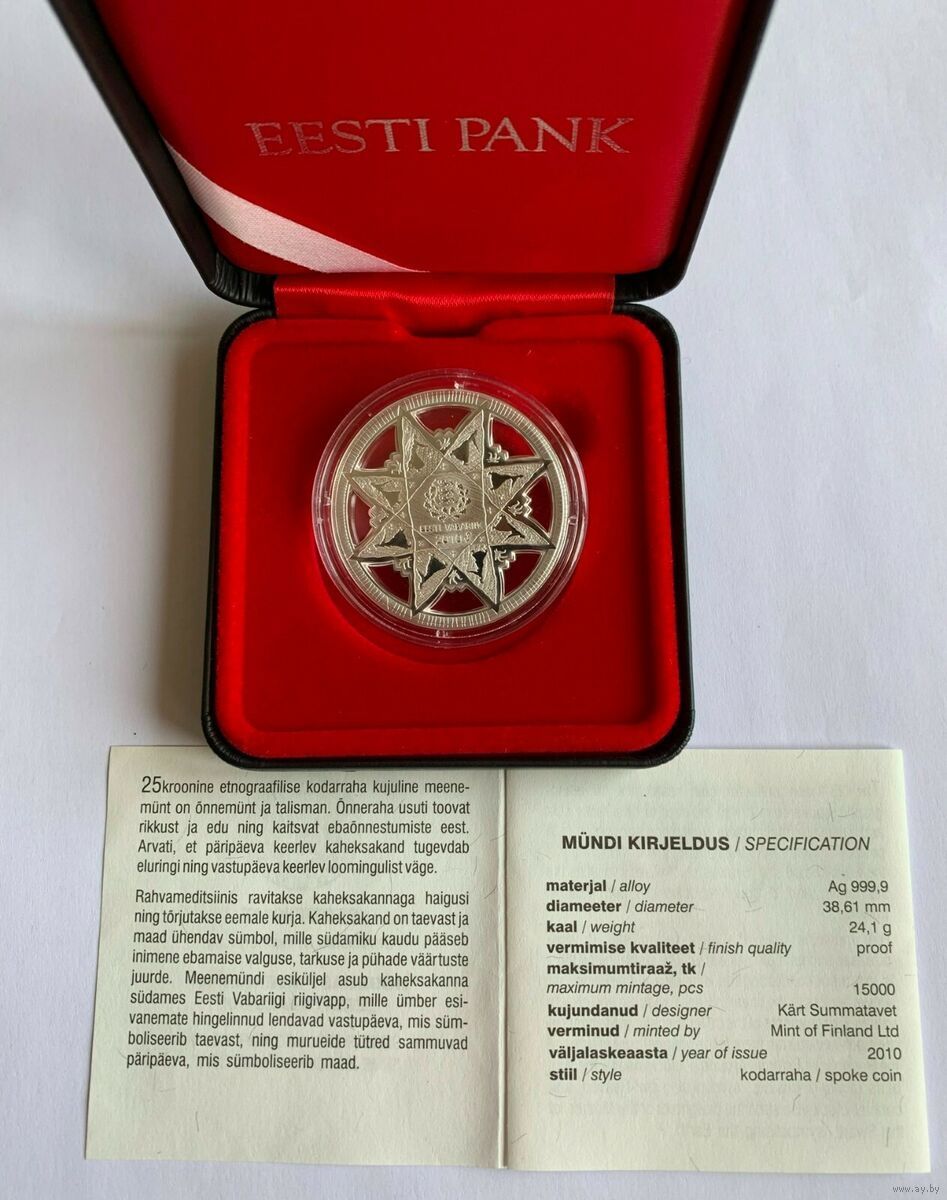 EESTI PANK
EESTI VABARIIK
2010
25krooninе etnograafilise kodarraha kujuline meene-
münt on õnnemünt ja talisman. Õnneraha usuti toovat
rikkust ja edu ning kaitsvat ebaõnnestumiste eest.
Arvati, et päripäeva keerlev kaheksakand tugevdab
eluringi ning vastupäeva keerlev loomingulist väge.
Rahvameditsiinis ravitakse kaheksakannaga haigusi
ning tõrjutakse eemale kurja. Kaheksakand on taevast ja
maad ühendav sümbol, mille südamiku kaudu pääseb
inimene ebamaise valguse, tarkuse ja pühade väärtuste
juurde. Meenemündi esiküljel asub kaheksakanna
südames Eesti Vabariigi riigivapp, mille ümber esi-
vanemate hingelinnud lendavad vastupäeva, mis süm-
boliseerib taevast, ning murueide tütred sammuvad
päripäeva, mis sümboliseerib maad.
MÜNDI KIRJELDUS / SPECIFICATION
materjal / alloy Ag 999,9
diameeter / diameter 38,61 mm
kaal / weight 24,1 g
vermimise kvaliteet / finish quality proof
maksimumtiraaž, tk /
maximum mintage, pcs 15000
kujundanud / designer Kärt Summatavet
verminud / minted by Mint of Finland Ltd
väljalaskeaasta / year of issue 2010
stiil / style kodarraha / spoke coin
www.ay.by